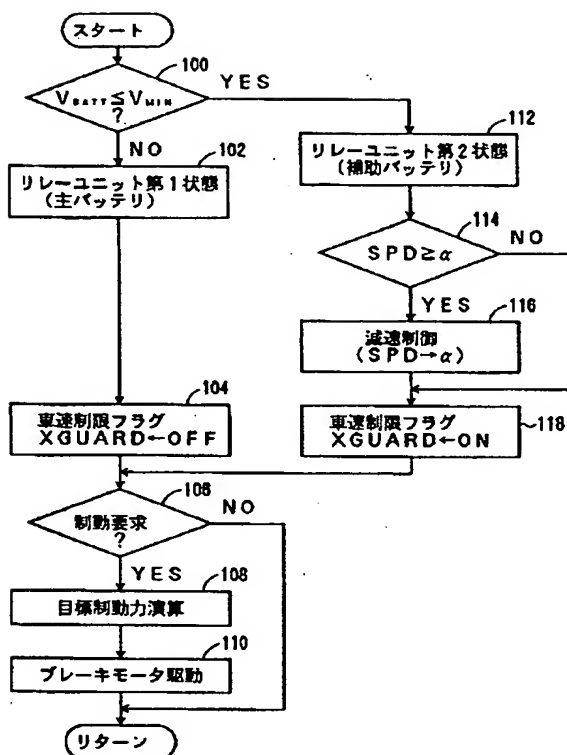 スタート
100
V BATT ≦ V MIN
?
YES
NO
102
リレーユニット第1状態
(主バッテリ)
112
リレーユニット第2状態
(補助バッテリ)
114
SPD≧α
NO
YES
116
減速制御
(SPD→α)
104
車速制限フラグ
XGUARD←OFF
車速制限フラグ
XGUARD←ON
118
106
制動要求
?
NO
YES
108
目標制動力演算
110
ブレーキモータ駆動
リターン